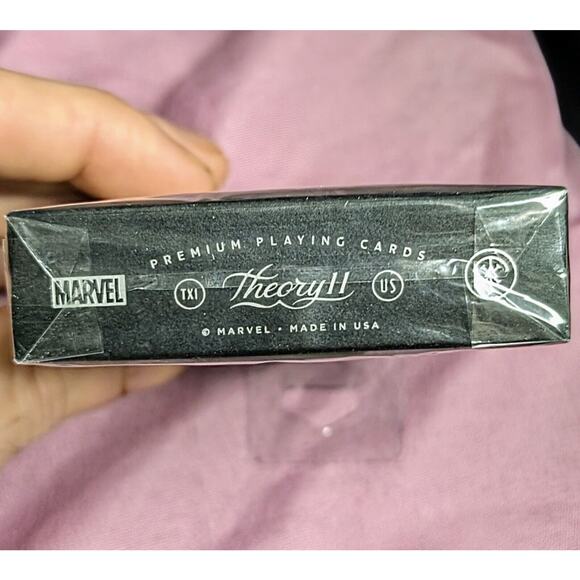 PREMIUM PLAYING CARDS
MARVEL
TXI
Theory11
US
© MARVEL • MADE IN USA